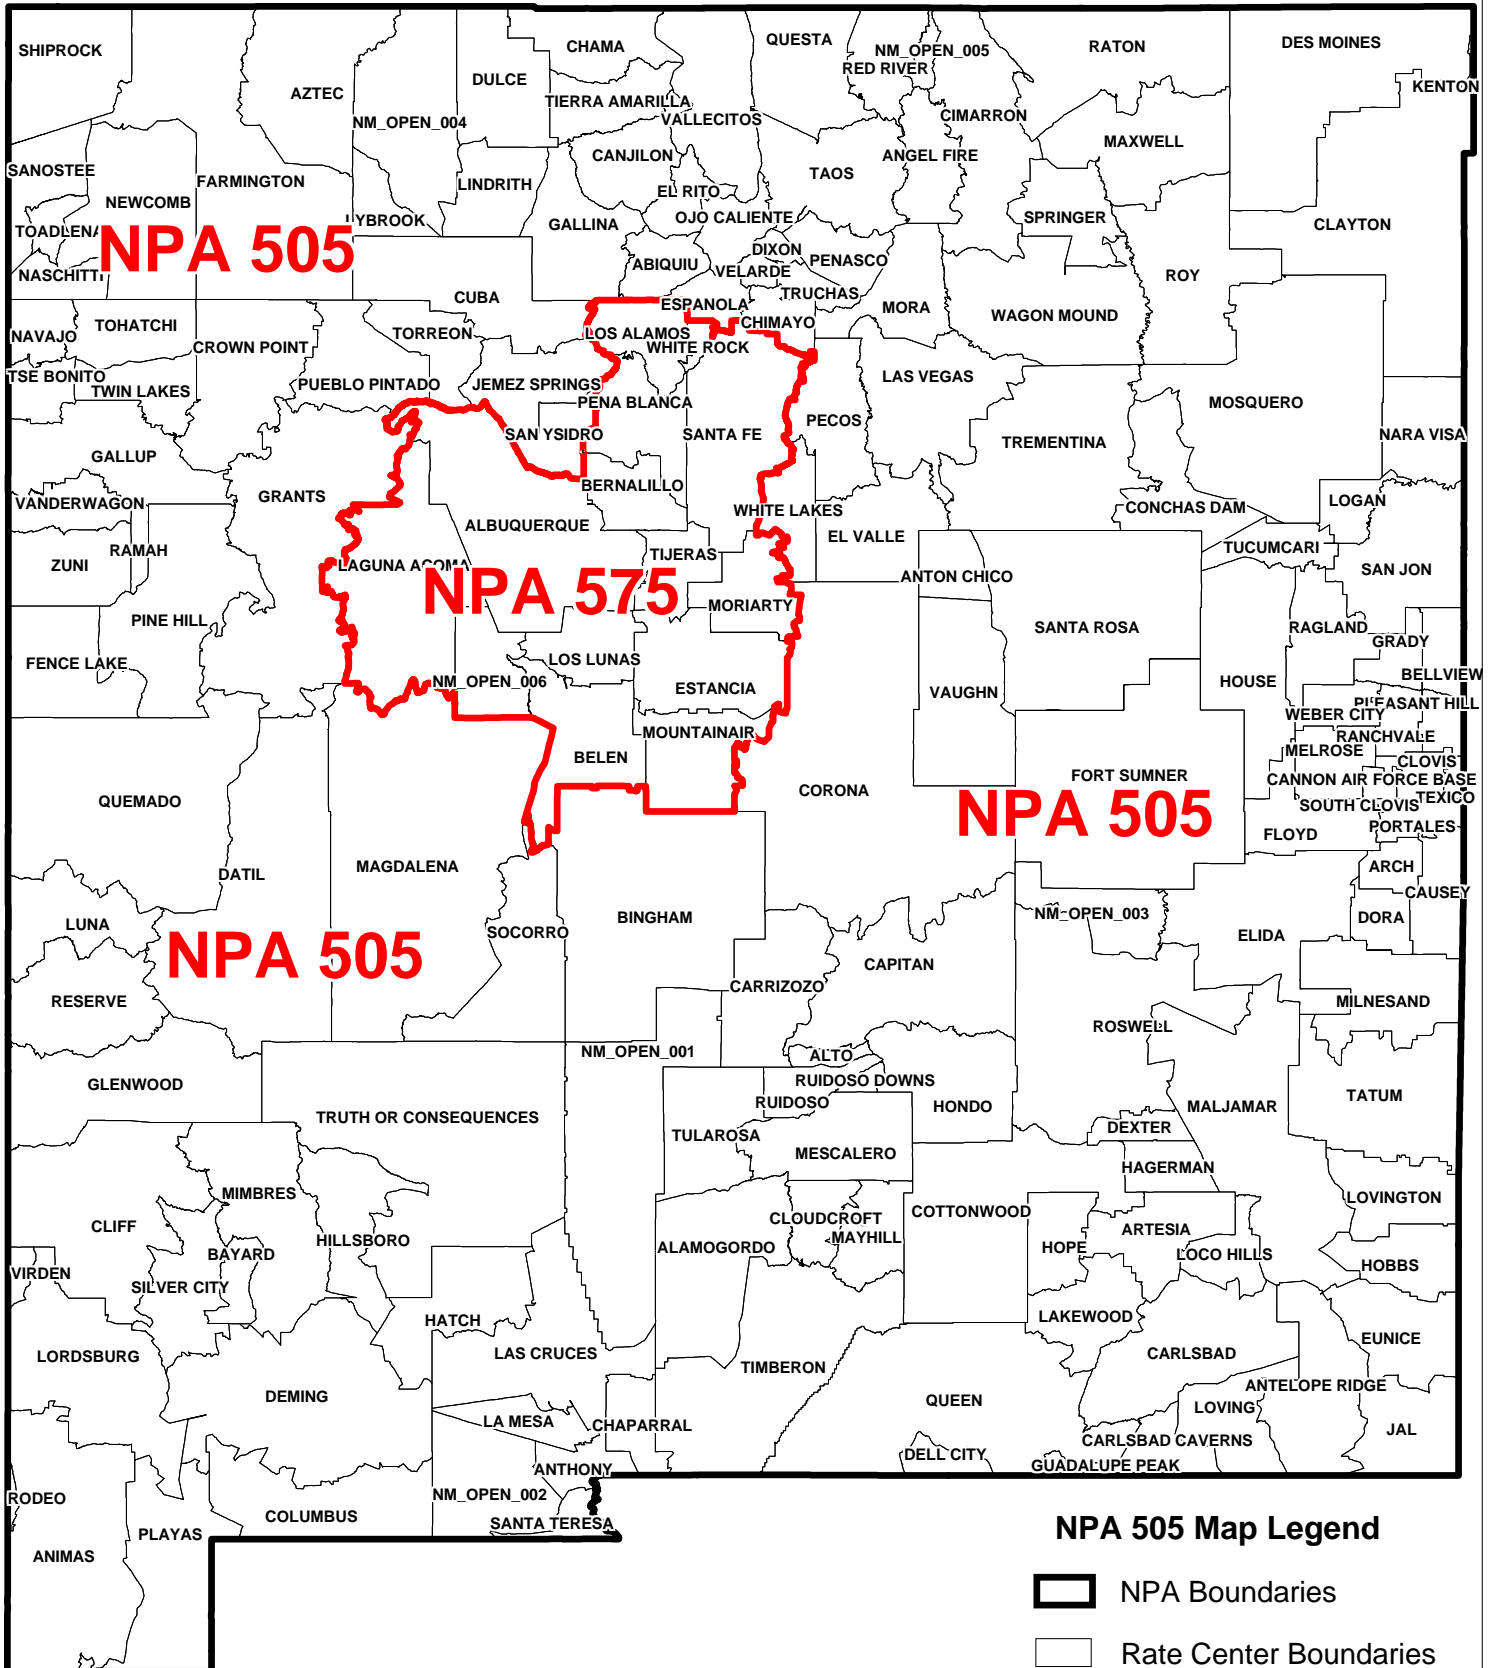 SHIPROCK
CHAMA
QUESTA
NM_OPEN_005
RATON
DES MOINES
RED RIVER
DULCE
AZTEC
KENTON
TIERRA AMARILLA
VALLECITOS
CIMARRON
NM_OPEN_004
MAXWELL
CANJILON
ANGEL FIRE
SANOSTEE
FARMINGTON
LINDRITH
TAOS
EL RITO
NEWCOMB
OJO CALIENTE
SPRINGER
LYBROOK
GALLINA
CLAYTON
TOADLENA
NPA 505
DIXON
PENASCO
ABIQUIU
VELARDE
NASCHITTI
ROY
TRUCHAS
CUBA
ESPANOLA
MORA
WAGON MOUND
TOHATCHI
CHIMAYO
NAVAJO
TORREON
LOS ALAMOS
CROWN POINT
WHITE ROCK
TSE BONITO
TWIN LAKES
PUEBLO PINTADO
JEMEZ SPRINGS
LAS VEGAS
PENA BLANCA
MOSQUERO
PECOS
SAN YSIDRO
SANTA FE
TREMENTINA
NARA VISA
GALLUP
BERNALILLO
GRANTS
VANDERWAGON
LOGAN
CONCHAS DAM
WHITE LAKES
ALBUQUERQUE
EL VALLE
RAMAH
TIJERAS
TUCUMCARI
ZUNI
LAGUNA ACOMA
SAN JON
ANTON CHICO
NPA 575
MORIARTY
PINE HILL
SANTA ROSA
RAGLAND
GRADY
FENCE LAKE
LOS LUNAS
BELLVIEW
NM_OPEN_006
ESTANCIA
VAUGHN
HOUSE
PLEASANT HILL
WEBER CITY
MOUNTAINAIR
RANCHVALE
BELEN
MELROSE
CLOVIS
FORT SUMNER
CANNON AIR FORCE BASE
CORONA
QUEMADO
TEXICO
SOUTH CLOVIS
NPA 505
PORTALES
FLOYD
MAGDALENA
DATIL
ARCH
CAUSEY
BINGHAM
NM_OPEN_003
DORA
LUNA
SOCORRO
ELIDA
NPA 505
CAPITAN
CARRIZOZO
RESERVE
MILNESAND
ROSWELL
NM_OPEN_001
ALTO
RUIDOSO DOWNS
GLENWOOD
TATUM
RUIDOSO
HONDO
MALJAMAR
TRUTH OR CONSEQUENCES
DEXTER
TULAROSA
MESCALERO
HAGERMAN
MIMBRES
LOVINGTON
COTTONWOOD
CLOUDCROFT
CLIFF
ARTESIA
MAYHILL
HILLSBORO
ALAMOGORDO
HOPE
BAYARD
LOCO HILLS
HOBBS
VIRDEN
SILVER CITY
LAKEWOOD
HATCH
EUNICE
LAS CRUCES
CARLSBAD
LORDSBURG
TIMBERON
ANTELOPE RIDGE
DEMING
QUEEN
LOVING
LA MESA
CHAPARRAL
JAL
CARLSBAD CAVERNS
DELL CITY
GUADALUPE PEAK
ANTHONY
NM_OPEN_002
RODEO
COLUMBUS
SANTA TERESA
PLAYAS
ANIMAS
NPA 505 Map Legend
NPA Boundaries
Rate Center Boundaries